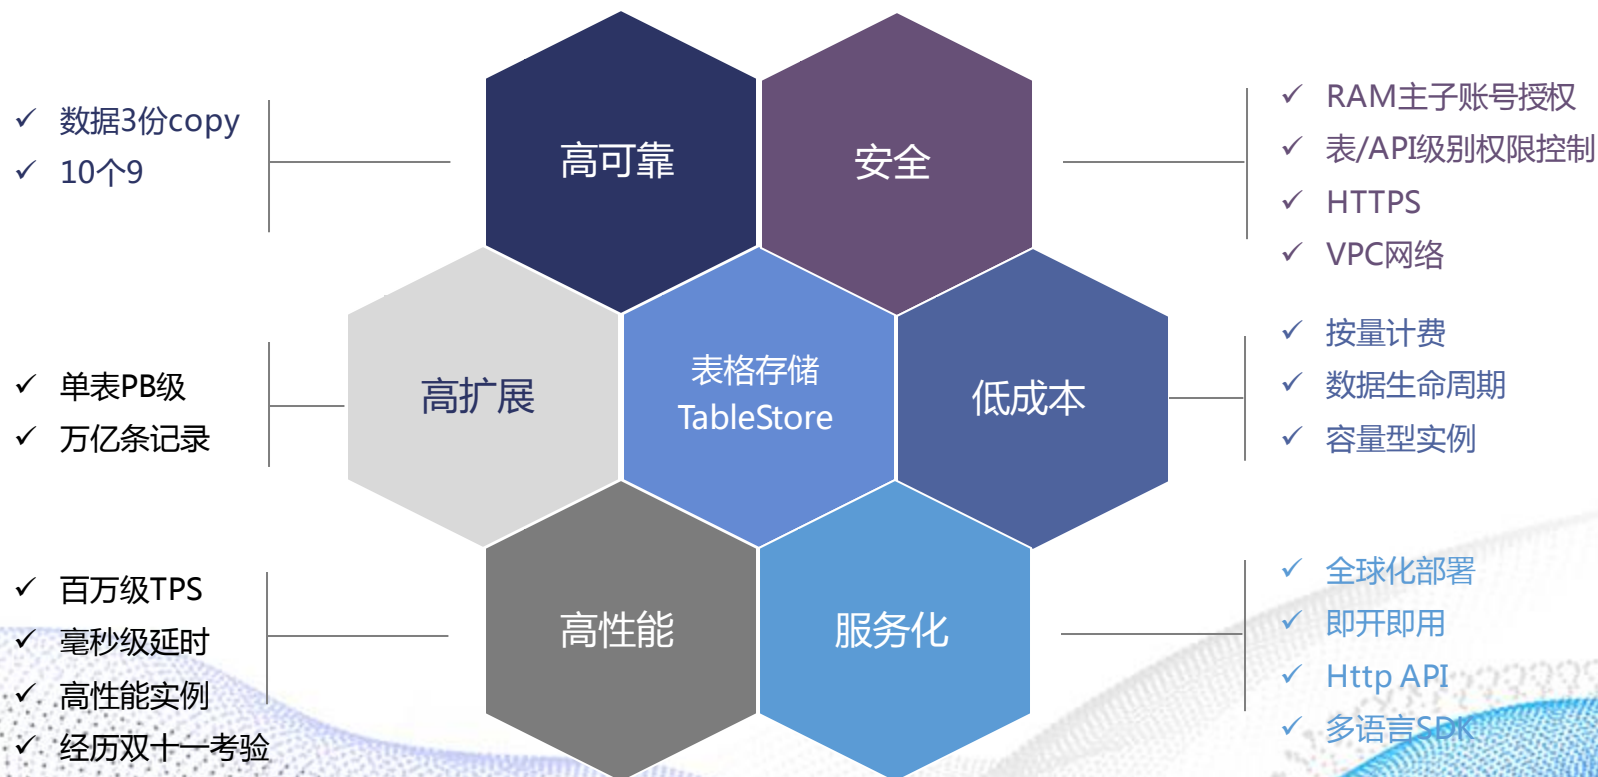 数据3份copy
10个9
高可靠
安全
RAM主子账号授权
表/API级别权限控制
HTTPS
VPC网络
单表PB级
万亿条记录
高扩展
表格存储
TableStore
低成本
按量计费
数据生命周期
容量型实例
百万级TPS
毫秒级延时
高性能实例
经历双十一考验
高性能
服务化
全球化部署
即开即用
Http API
多语言SDK